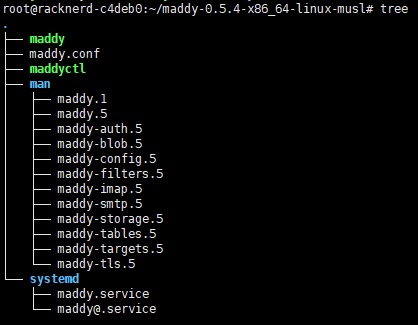 root@racknerd-c4deb0:~/maddy-0.5.4-x86_64-linux-musl# tree
.
├── maddy
├── maddy.conf
├── maddyctl
├── man
│   ├── maddy.1
│   ├── maddy.5
│   ├── maddy-auth.5
│   ├── maddy-blob.5
│   ├── maddy-config.5
│   ├── maddy-filters.5
│   ├── maddy-imap.5
│   ├── maddy-smtp.5
│   ├── maddy-storage.5
│   ├── maddy-tables.5
│   ├── maddy-targets.5
│   └── maddy-tls.5
└── systemd
    ├── maddy.service
    └── maddy@.service